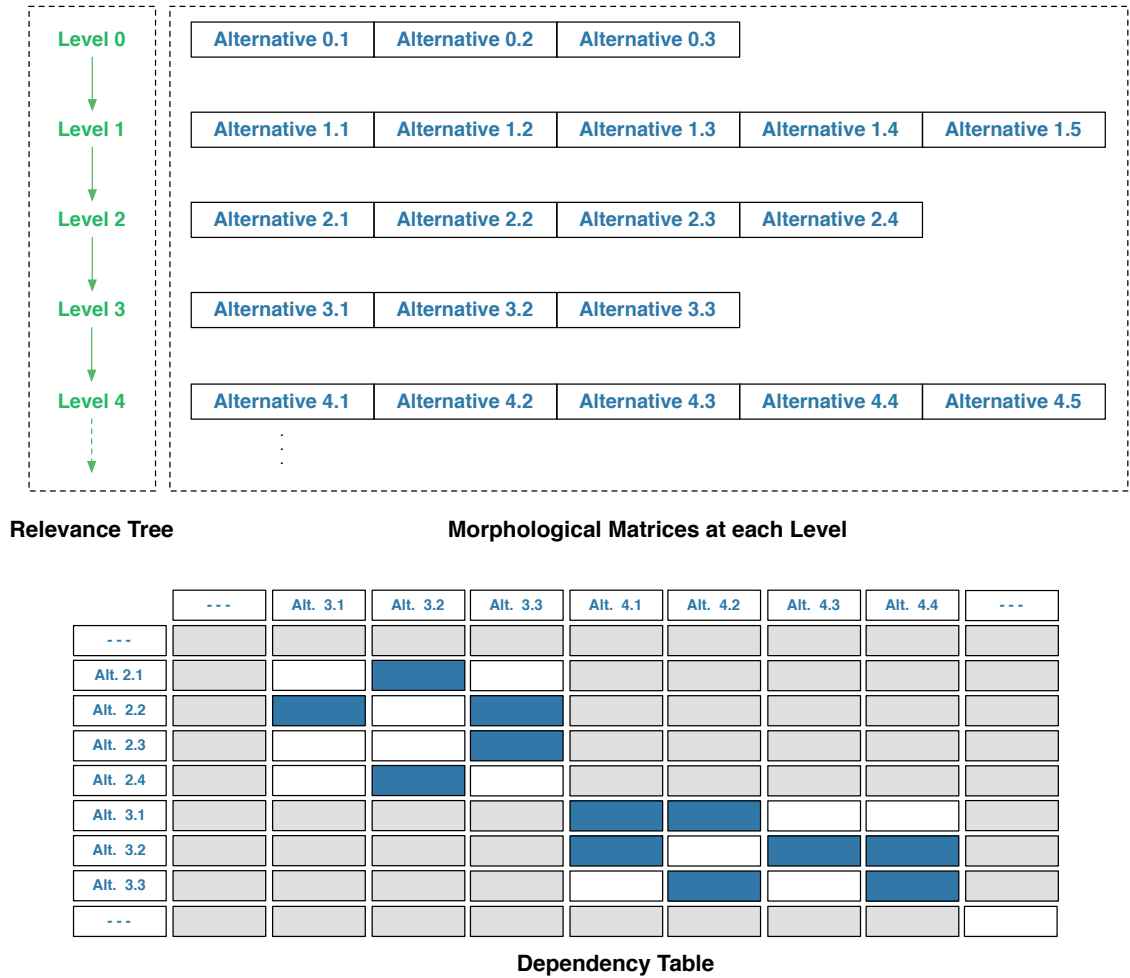 Level 0 Alternative 0.1 Alternative 0.2 Alternative 0.3
Level 1 Alternative 1.1 Alternative 1.2 Alternative 1.3 Alternative 1.4 Alternative 1.5
Level 2 Alternative 2.1 Alternative 2.2 Alternative 2.3 Alternative 2.4
Level 3 Alternative 3.1 Alternative 3.2 Alternative 3.3
Level 4 Alternative 4.1 Alternative 4.2 Alternative 4.3 Alternative 4.4 Alternative 4.5
.
.
.
Relevance Tree Morphological Matrices at each Level
- - - Alt. 3.1 Alt. 3.2 Alt. 3.3 Alt. 4.1 Alt. 4.2 Alt. 4.3 Alt. 4.4 - - -
- - -
Alt. 2.1
Alt. 2.2
Alt. 2.3
Alt. 2.4
Alt. 3.1
Alt. 3.2
Alt. 3.3
- - -
Dependency Table